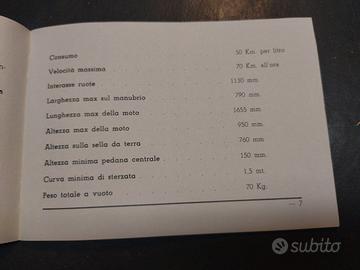 Consumo 50 Km. per litro
Velocità massima 70 Km. all'ora
Interasse ruote 1130 mm.
Larghezza max sul manubrio 790 mm.
Lunghezza max della moto 1655 mm.
Altezza max della moto 950 mm.
Altezza sulla sella da terra 760 mm
Altezza minima pedana centrale 150 mm.
Curva minima di sterzata 1,5 mt.
Peso totale a vuoto 70 Kg.
— 7
subito